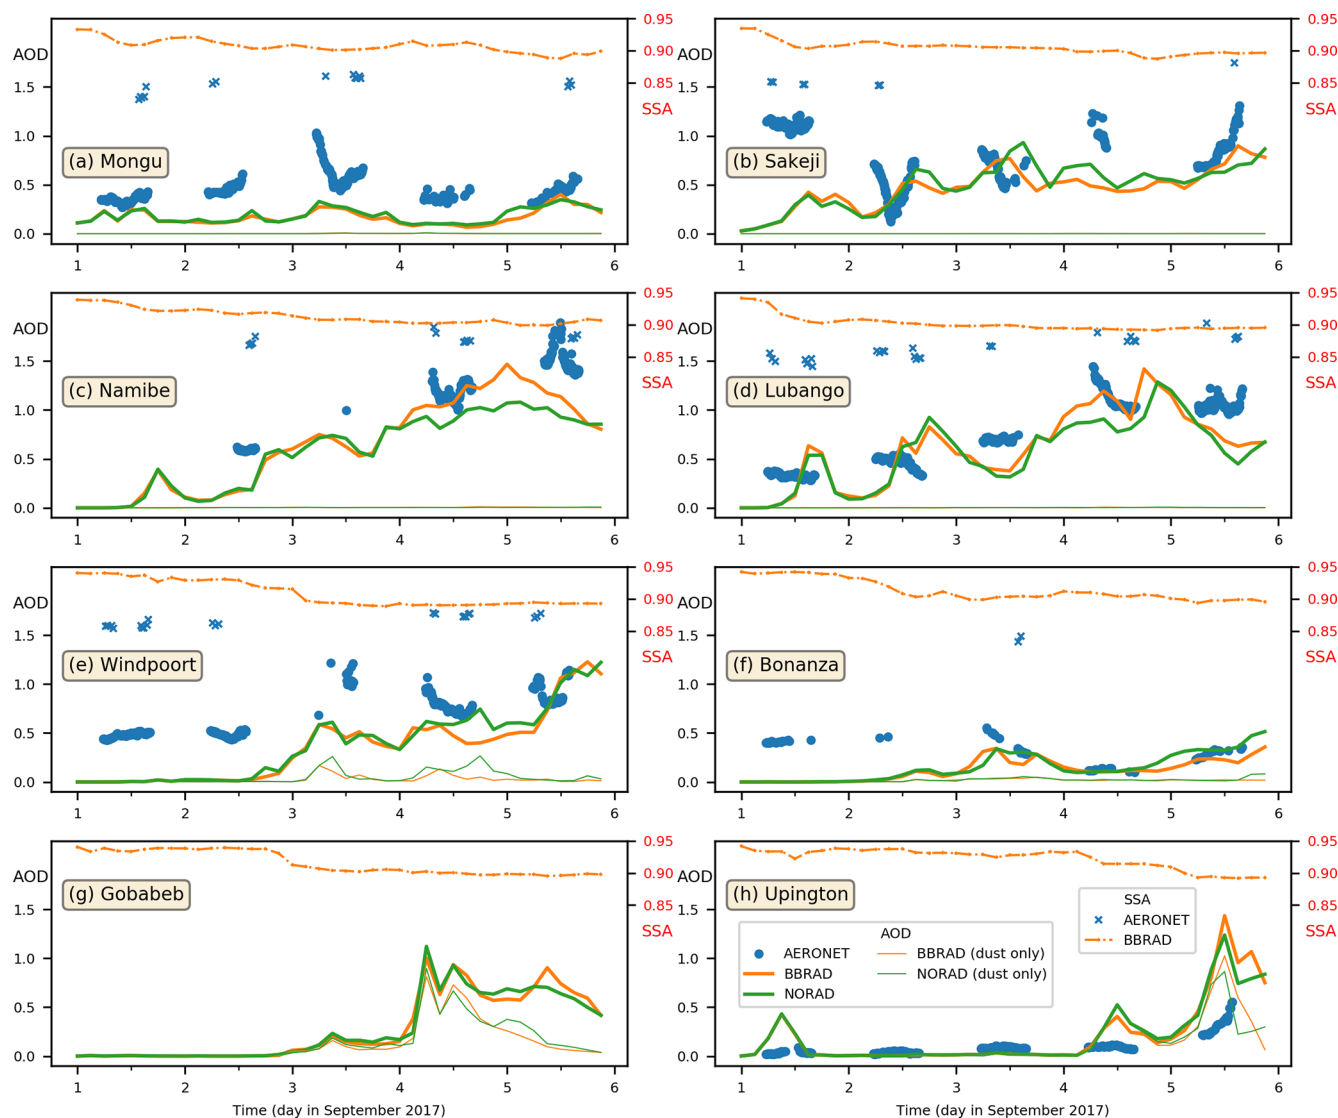 AOD
1.5
1.0
0.5
0.0
(a) Mongu
0.95
0.90
0.85
SSA
1 2 3 4 5 6
AOD
1.5
1.0
0.5
0.0
(b) Sakeji
0.95
0.90
0.85
SSA
1 2 3 4 5 6
AOD
1.5
1.0
0.5
0.0
(c) Namibe
0.95
0.90
0.85
SSA
1 2 3 4 5 6
AOD
1.5
1.0
0.5
0.0
(d) Lubango
0.95
0.90
0.85
SSA
1 2 3 4 5 6
AOD
1.5
1.0
0.5
0.0
(e) Windpoort
0.95
0.90
0.85
SSA
1 2 3 4 5 6
AOD
1.5
1.0
0.5
0.0
(f) Bonanza
0.95
0.90
0.85
SSA
1 2 3 4 5 6
AOD
1.5
1.0
0.5
0.0
(g) Gobabeb
0.95
0.90
0.85
SSA
1 2 3 4 5 6
Time (day in September 2017)
AOD
1.5
1.0
0.5
0.0
(h) Upington
SSA
AERONET
BBRAD
AOD
AERONET
BBRAD
NORAD
BBRAD (dust only)
NORAD (dust only)
0.95
0.90
0.85
SSA
1 2 3 4 5 6
Time (day in September 2017)